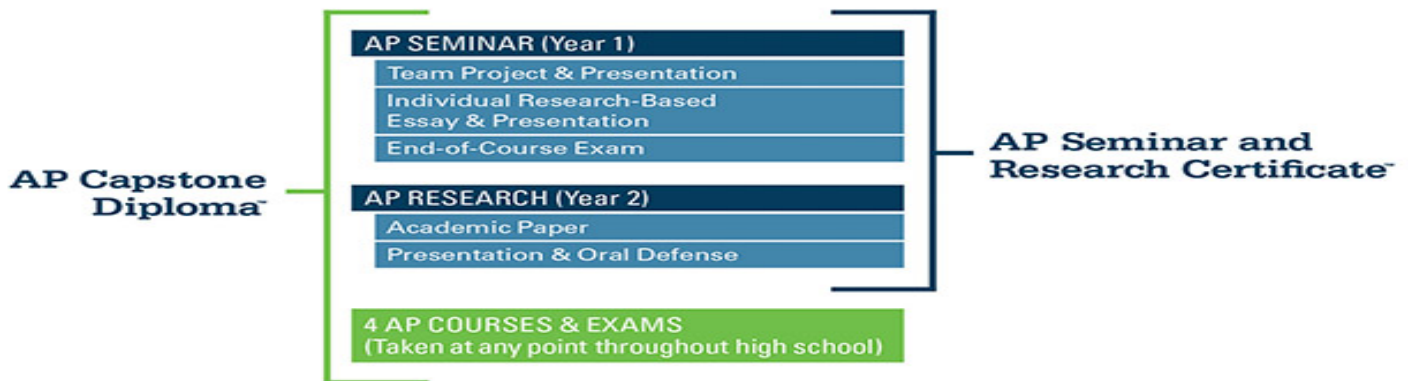 AP SEMINAR (Year 1)
Team Project & Presentation
Individual Research-Based
Essay & Presentation
End-of-Course Exam
AP Capstone
Diploma™
AP Seminar and
Research Certificate™
AP RESEARCH (Year 2)
Academic Paper
Presentation & Oral Defense
4 AP COURSES & EXAMS
(Taken at any point throughout high school)